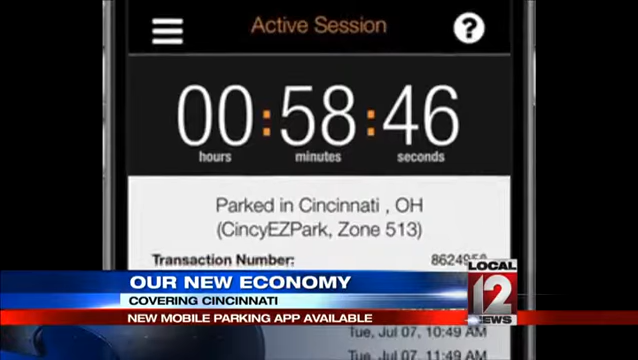 Active Session
?
00:58:46
hours minutes seconds
Parked in Cincinnati , OH
(CincyEZPark, Zone 513)
Transaction Number:
OUR NEW ECONOMY
COVERING CINCINNATI
NEW MOBILE PARKING APP AVAILABLE
LOCAL
12
NEWS
Tue, Jul 07, 10:49 AM
Tue, Jul 07, 11:49 AM